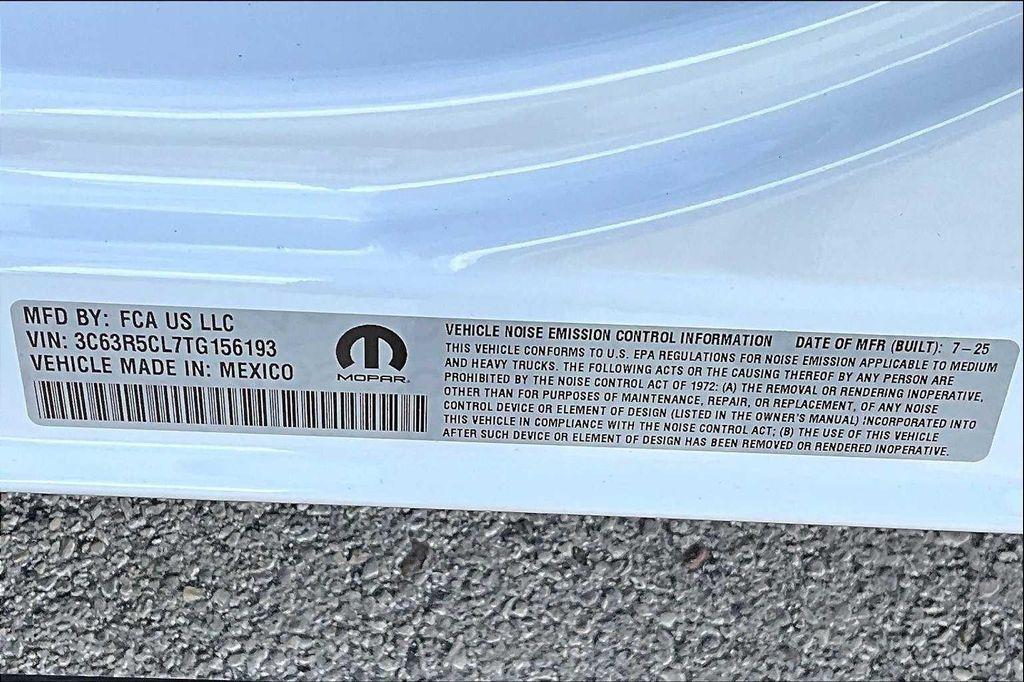 MFD BY: FCA US LLC
VIN: 3C63R5CL7TG156193
VEHICLE MADE IN: MEXICO
MOPAR
VEHICLE NOISE EMISSION CONTROL INFORMATION DATE OF MFR (BUILT): 7-25
THIS VEHICLE CONFORMS TO U.S. EPA REGULATIONS FOR NOISE EMISSION APPLICABLE TO MEDIUM
AND HEAVY TRUCKS. THE FOLLOWING ACTS OR THE CAUSING THEREOF BY ANY PERSON ARE
PROHIBITED BY THE NOISE CONTROL ACT OF 1972: (A) THE REMOVAL OR RENDERING INOPERATIVE,
OTHER THAN FOR PURPOSES OF MAINTENANCE, REPAIR, OR REPLACEMENT, OF ANY NOISE
CONTROL DEVICE OR ELEMENT OF DESIGN (LISTED IN THE OWNER'S MANUAL) INCORPORATED INTO
THIS VEHICLE IN COMPLIANCE WITH THE NOISE CONTROL ACT; (B) THE USE OF THIS VEHICLE
AFTER SUCH DEVICE OR ELEMENT OF DESIGN HAS BEEN REMOVED OR RENDERED INOPERATIVE.